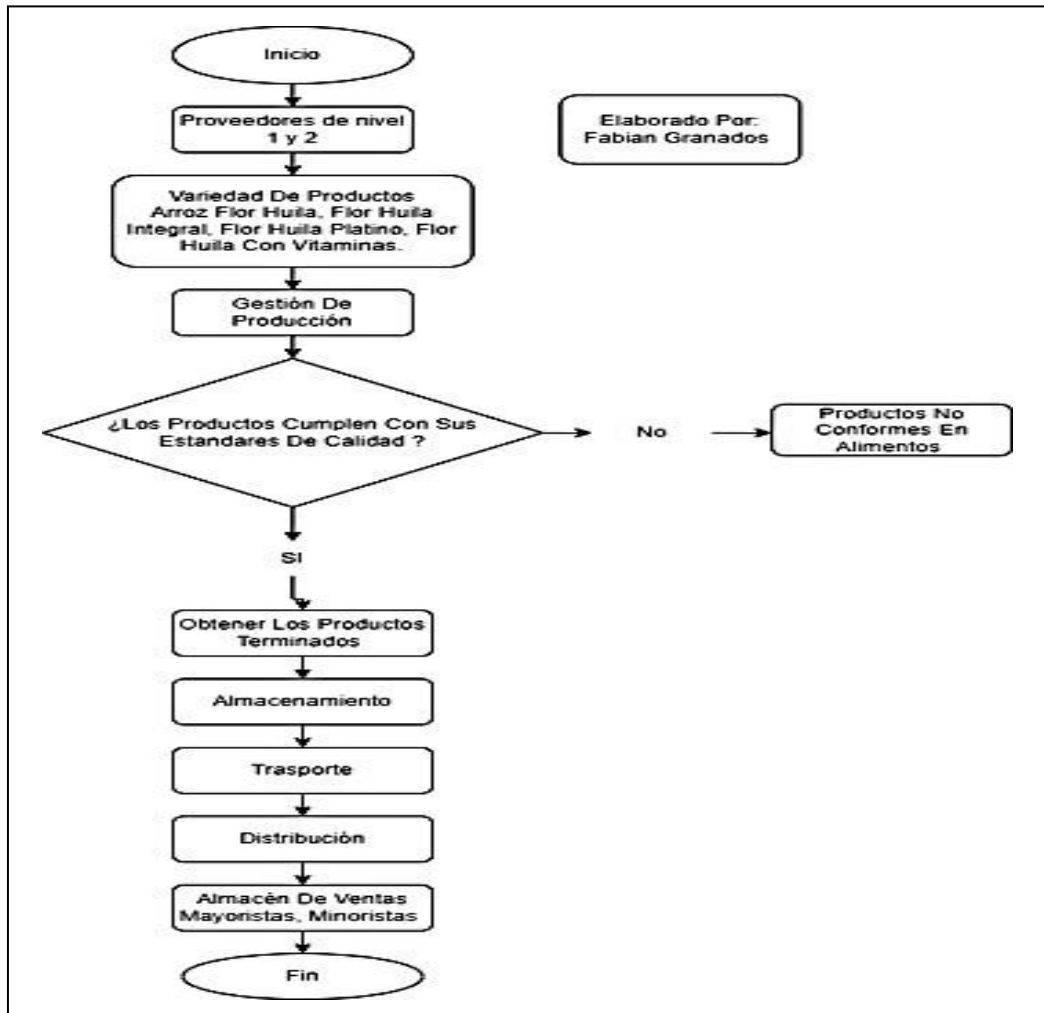 Inicio
Proveedores de nivel
1 y 2
Elaborado Por:
Fabian Granados
Variedad De Productos
Arroz Flor Huila, Flor Huila
Integral, Flor Huila Platino, Flor
Huila Con Vitaminas.
Gestión De
Producción
¿Los Productos Cumplen Con Sus
Estandares De Calidad ?
No
Productos No
Conformes En
Alimentos
SI
Obtener Los Productos
Terminados
Almacenamiento
Trasporte
Distribución
Almacén De Ventas
Mayoristas, Minoristas
Fin